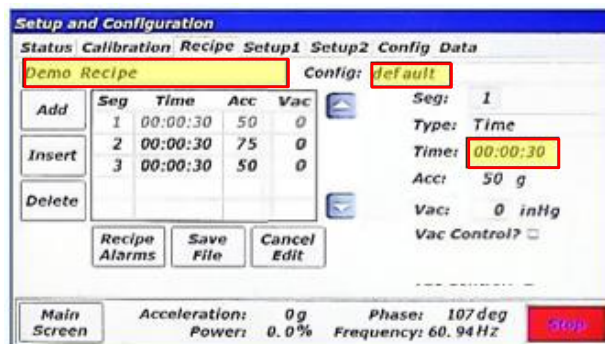 Setup and Configuration
Status Calibration Recipe Setup1 Setup2 Config Data
Demo Recipe Config: default
Add
Insert
Delete
Seg Time Acc Vac
1 00:00:30 50 0
2 00:00:30 75 0
3 00:00:30 50 0
Seg: 1
Type: Time
Time: 00:00:30
Acc: 50 g
Vac: 0 inHg
Vac Control?
Recipe Alarms
Save File
Cancel Edit
Main Screen
Acceleration: 0 g Phase: 107 deg
Power: 0.0% Frequency: 60.94 Hz
Stop